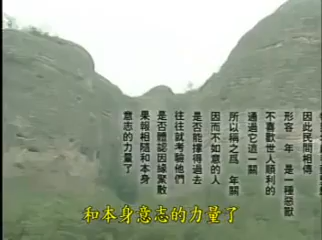 因此民間相傳
形容 年 是一種惡獸
不喜歡世人順利的
通過它這一關
所以稱之爲 年關
因而不如意的人
是否能撐得過去
往往就考驗他們
是否體認因緣聚散
果報相隨和本身
意志的力量了
和本身意志的力量了